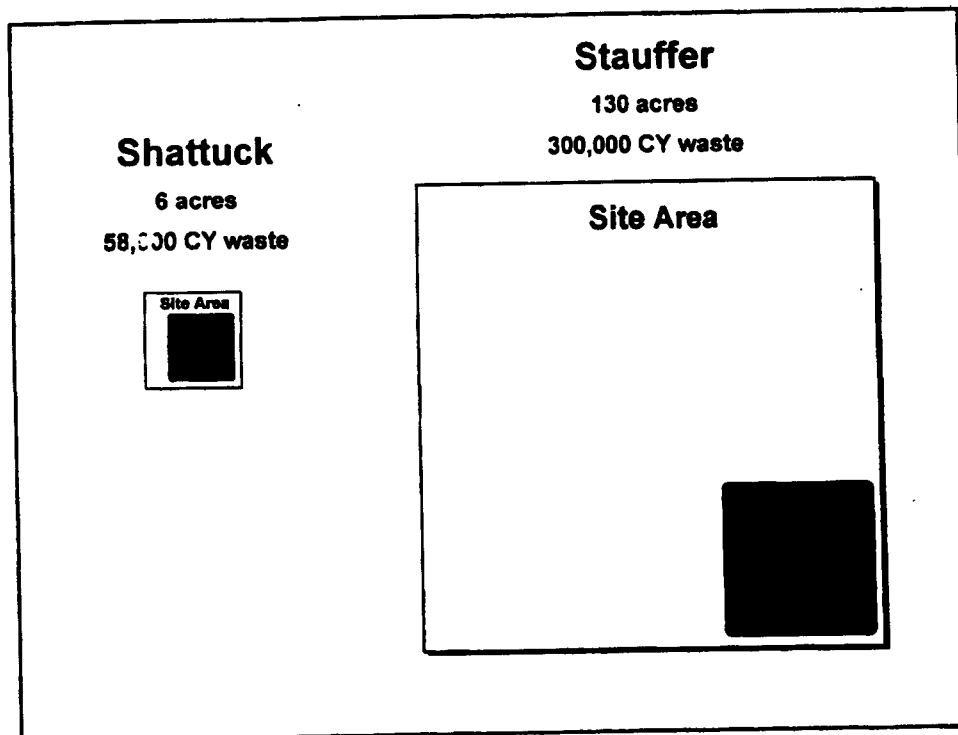 Shattuck
6 acres
CY waste
Site Area
Stauffer
130 acres
300,000 CY waste
Site Area